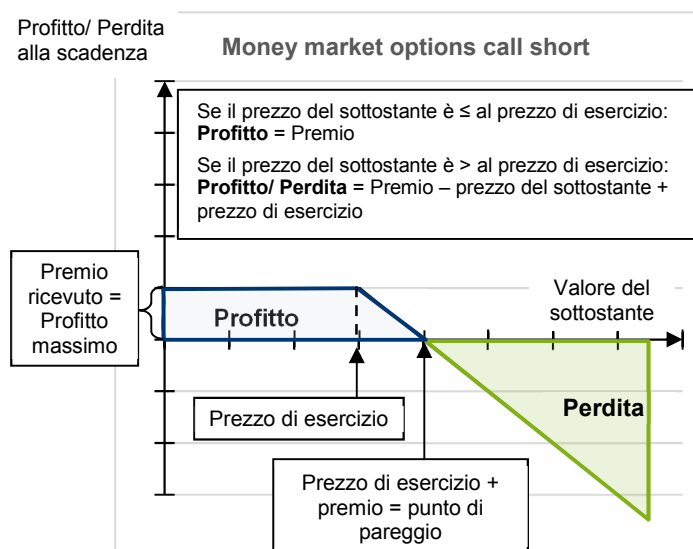 Profitto/ Perdita
alla scadenza
Money market options call short
Se il prezzo del sottostante è ≤ al prezzo di esercizio:
Profitto = Premio
Se il prezzo del sottostante è > al prezzo di esercizio:
Profitto/ Perdita = Premio – prezzo del sottostante +
prezzo di esercizio
Premio
ricevuto =
Profitto
massimo
Profitto
Valore del
sottostante
Prezzo di esercizio
Perdita
Prezzo di esercizio +
premio = punto di
pareggio